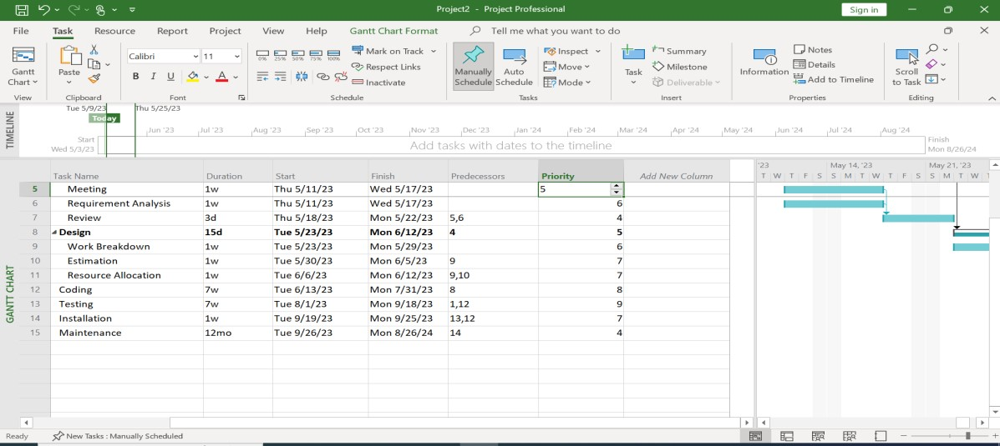 Project2 - Project Professional
Sign in
File Task Resource Report Project View Help Gantt Chart Format Tell me what you want to do
Gantt Chart
View
Paste
Clipboard
Calibri 11
B I U A
Font
0% 25% 50% 75% 100%
Mark on Track
Respect Links
Inactivate
Schedule
Manually Schedule
Auto Schedule
Inspect
Move
Mode
Tasks
Task
Summary
Milestone
Deliverable
Insert
Information
Notes
Details
Add to Timeline
Properties
Scroll to Task
Editing
TIMELINE
Tue 5/9/23 Thu 5/25/23
Today
Jun '23 Jul '23 Aug '23 Sep '23 Oct '23 Nov '23 Dec '23 Jan '24 Feb '24 Mar '24 Apr '24 May '24 Jun '24 Jul '24 Aug '24
Start
Wed 5/3/23
Add tasks with dates to the timeline
Finish
Mon 8/26/24
GANTT CHART
Task Name Duration Start Finish Predecessors Priority Add New Column
5 Meeting 1w Thu 5/11/23 Wed 5/17/23 5
6 Requirement Analysis 1w Thu 5/11/23 Wed 5/17/23 6
7 Review 3d Thu 5/18/23 Mon 5/22/23 5,6 4
8 Design 15d Tue 5/23/23 Mon 6/12/23 4 5
9 Work Breakdown 1w Tue 5/23/23 Mon 5/29/23 6
10 Estimation 1w Tue 5/30/23 Mon 6/5/23 9 7
11 Resource Allocation 1w Tue 6/6/23 Mon 6/12/23 9,10 7
12 Coding 7w Tue 6/13/23 Mon 7/31/23 8 8
13 Testing 7w Tue 8/1/23 Mon 9/18/23 1,12 9
14 Installation 1w Tue 9/19/23 Mon 9/25/23 13,12 7
15 Maintenance 12mo Tue 9/26/23 Mon 8/26/24 14 4
'23 May 14, '23 May 21, '23
T W T F S S M T W T F S S M T W T
Ready New Tasks : Manually Scheduled